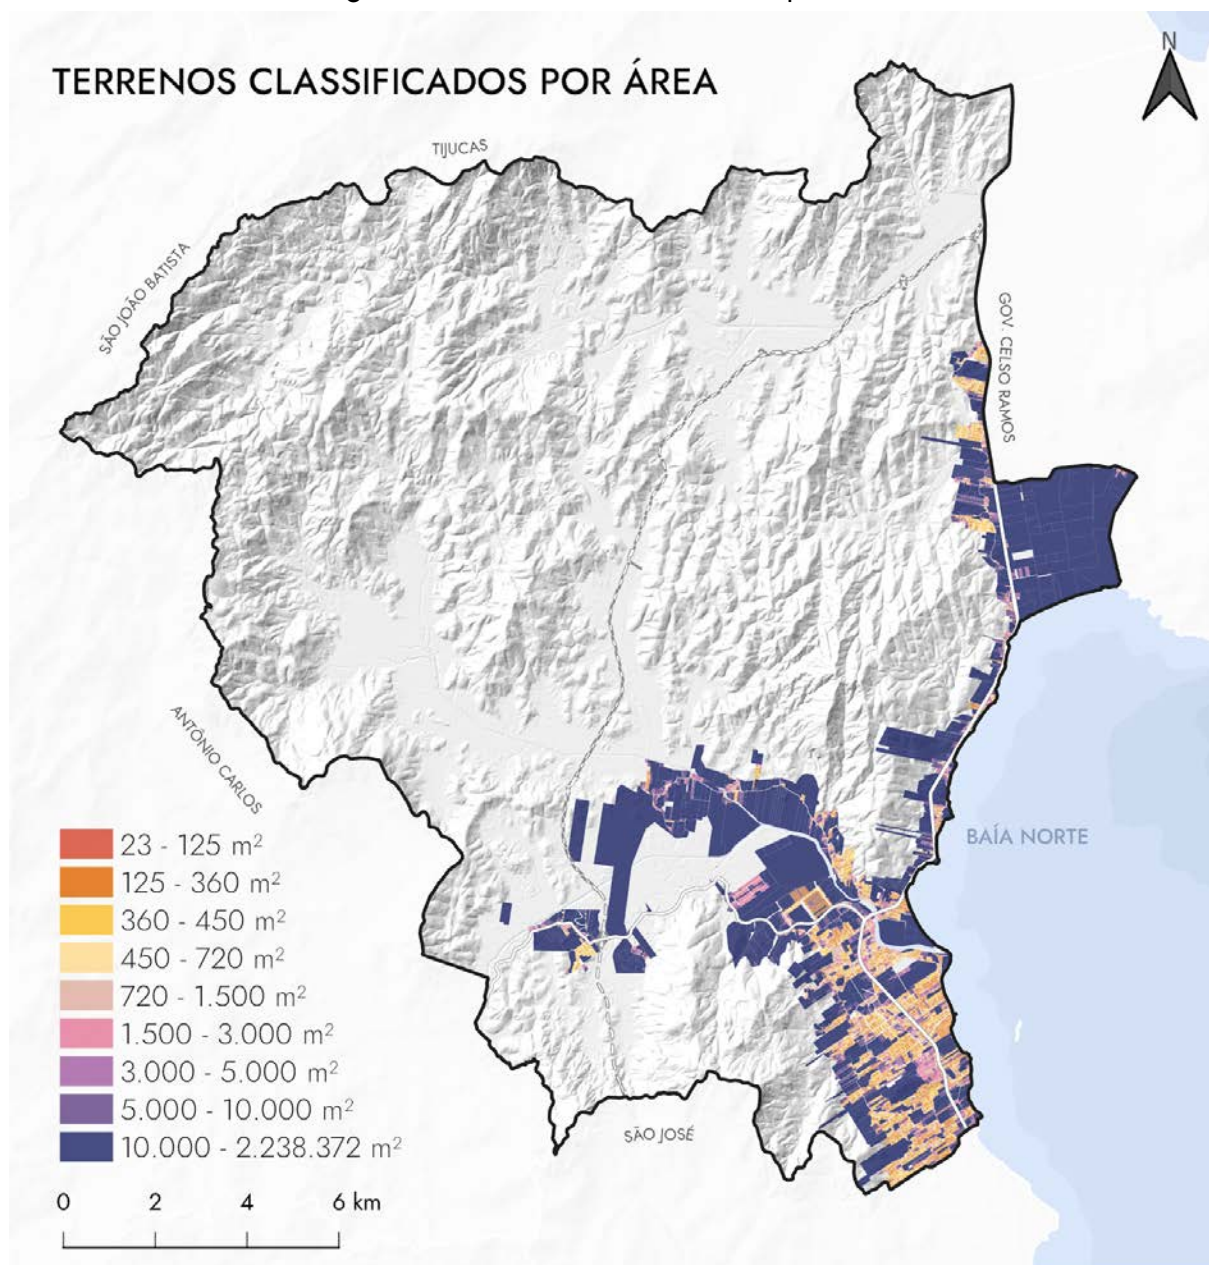 N
TERRENOS CLASSIFICADOS POR ÁREA
TIJUCAS
SÃO JOÃO BATISTA
GOV. CELSO RAMOS
ANTÔNIO CARLOS
BAÍA NORTE
23 - 125 m²
125 - 360 m²
360 - 450 m²
450 - 720 m²
720 - 1.500 m²
1.500 - 3.000 m²
3.000 - 5.000 m²
5.000 - 10.000 m²
10.000 - 2.238.372 m²
SÃO JOSÉ
0 2 4 6 km